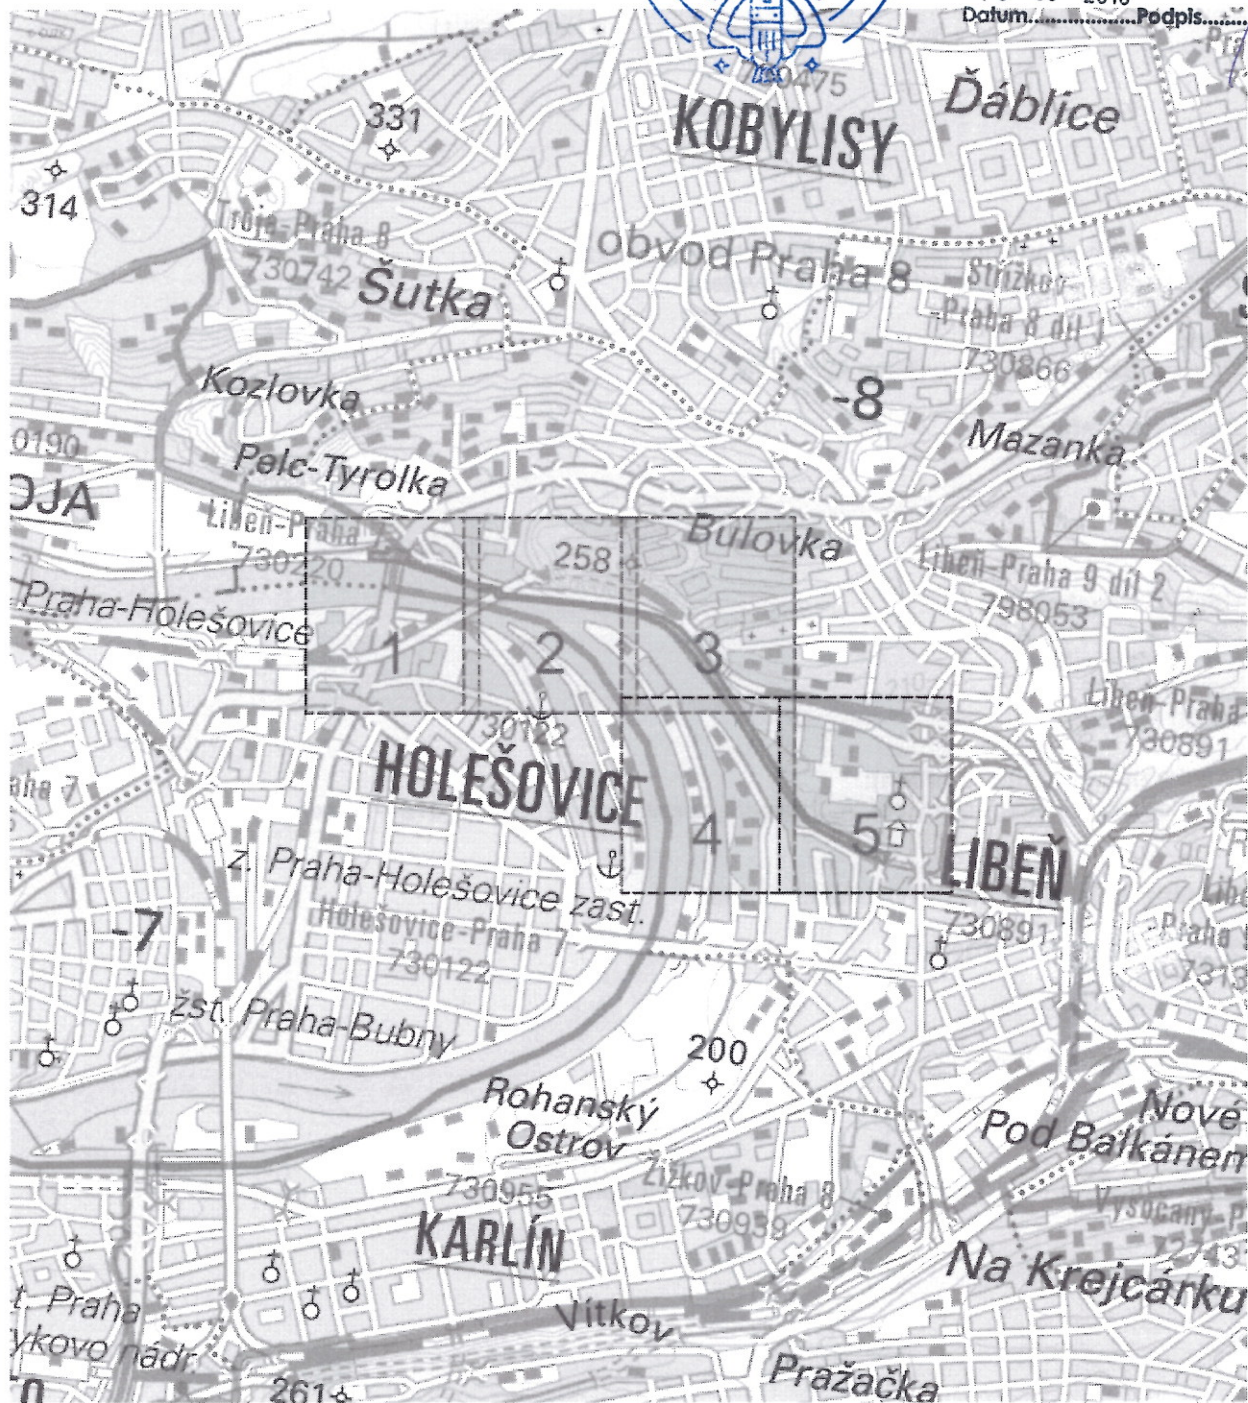 Datum..................Podpis........
KOBYLISY
Ďáblice
331
314
Troja-Praha 8
730742
Šutka
obvod Praha 8
Střížkov-
-Praha 8 díl 1
730866
Kozlovka
-8
Mazanka
0190
Pelc-Tyrolka
OJA
Libeň-Praha
730220
258
Bulovka
Libeň-Praha 9 díl 2
798053
Praha-Holešovice
1
2
3
Libeň-Praha
730891
730122
HOLEŠOVICE
aha 7
4
5
LIBEŇ
z. Praha-Holešovice zast.
Holešovice-Praha 7
730122
-7
730891
Praha 9
žst. Praha-Bubny
200
Rohanský
Ostrov
Nové
Pod Balkánem
730955
Žižkov-Praha 8
730939
Vysočany-P
72743
KARLÍN
Na Krejcárku
t. Praha
ykovo nádr.
Vítkov
Pražačka
261